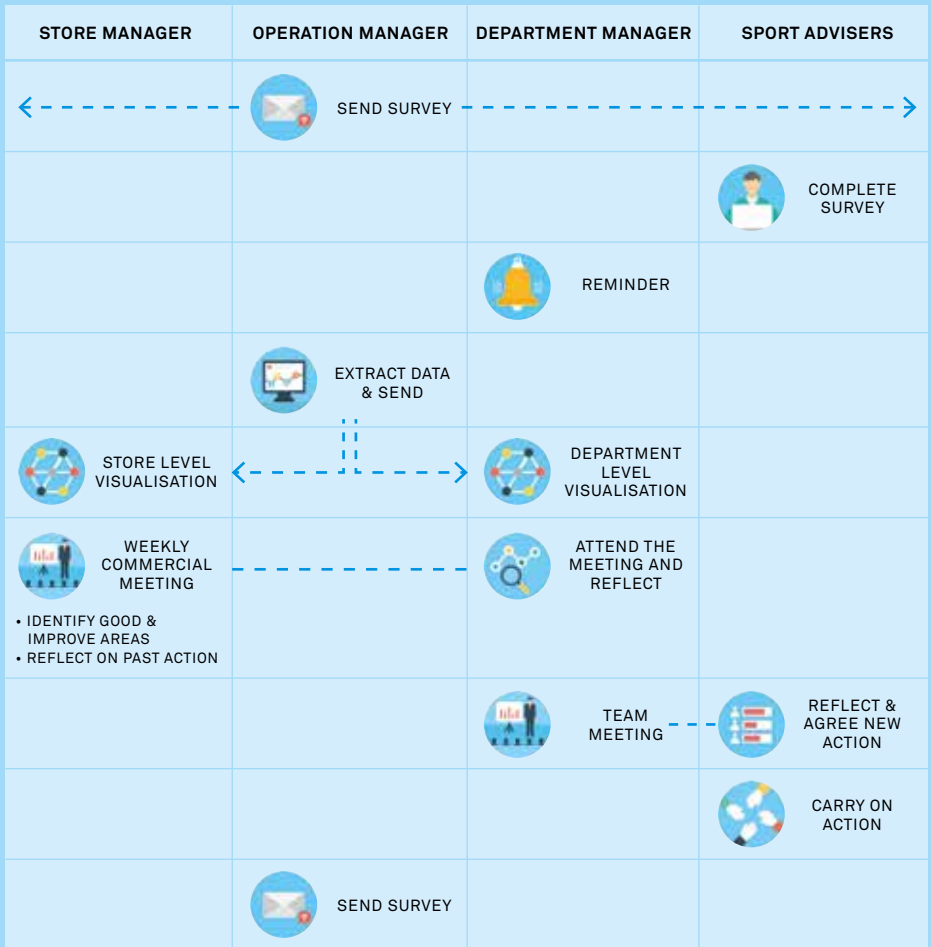 STORE MANAGER
OPERATION MANAGER
DEPARTMENT MANAGER
SPORT ADVISERS
SEND SURVEY
COMPLETE
SURVEY
REMINDER
EXTRACT DATA
& SEND
STORE LEVEL
VISUALISATION
DEPARTMENT
LEVEL
VISUALISATION
WEEKLY
COMMERCIAL
MEETING
• IDENTIFY GOOD &
IMPROVE AREAS
• REFLECT ON PAST ACTION
ATTEND THE
MEETING AND
REFLECT
TEAM
MEETING
REFLECT &
AGREE NEW
ACTION
CARRY ON
ACTION
SEND SURVEY